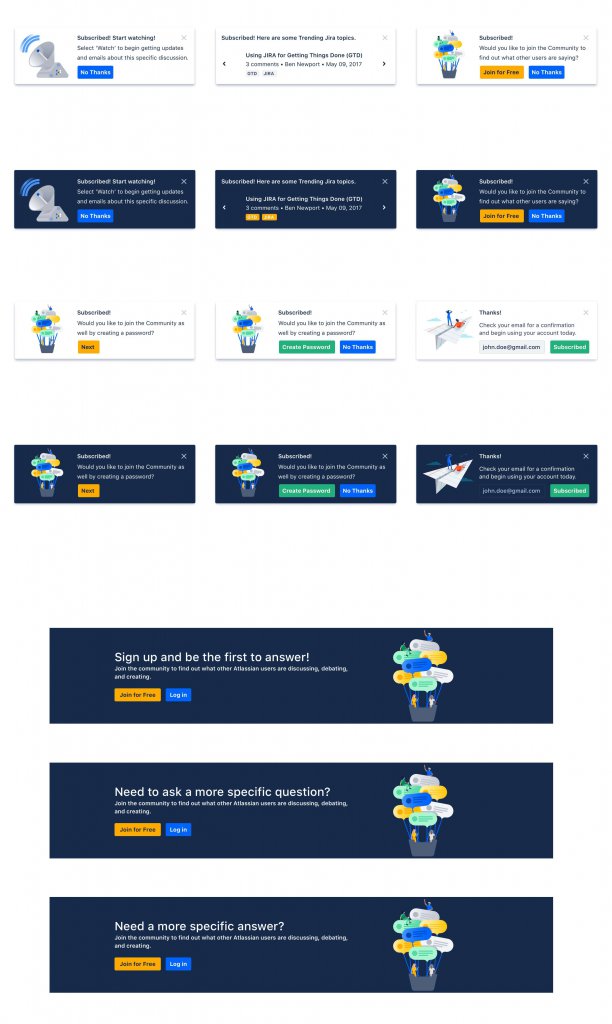 Subscribed! Start watching!
Select 'Watch' to begin getting updates
and emails about this specific discussion.
No Thanks
Subscribed! Here are some Trending Jira topics.
Using JIRA for Getting Things Done (GTD)
3 comments • Ben Newport • May 09, 2017
GTD JIRA
Subscribed!
Would you like to join the Community to
find out what other users are saying?
Join for Free No Thanks
Subscribed! Start watching!
Select 'Watch' to begin getting updates
and emails about this specific discussion.
No Thanks
Subscribed! Here are some Trending Jira topics.
Using JIRA for Getting Things Done (GTD)
3 comments • Ben Newport • May 09, 2017
GTD JIRA
Subscribed!
Would you like to join the Community to
find out what other users are saying?
Join for Free No Thanks
Subscribed!
Would you like to join the Community as
well by creating a password?
Next
Subscribed!
Would you like to join the Community as
well by creating a password?
Create Password No Thanks
Thanks!
Check your email for a confirmation
and begin using your account today.
john.doe@gmail.com Subscribed
Subscribed!
Would you like to join the Community as
well by creating a password?
Next
Subscribed!
Would you like to join the Community as
well by creating a password?
Create Password No Thanks
Thanks!
Check your email for a confirmation
and begin using your account today.
john.doe@gmail.com Subscribed
Sign up and be the first to answer!
Join the community to find out what other Atlassian users are discussing, debating,
and creating.
Join for Free Log in
Need to ask a more specific question?
Join the community to find out what other Atlassian users are discussing, debating,
and creating.
Join for Free Log in
Need a more specific answer?
Join the community to find out what other Atlassian users are discussing, debating,
and creating.
Join for Free Log in